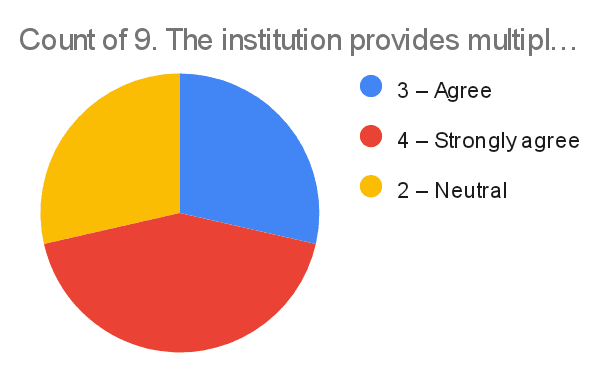 Count of 9. The institution provides multipl…
3 – Agree
4 – Strongly agree
2 – Neutral